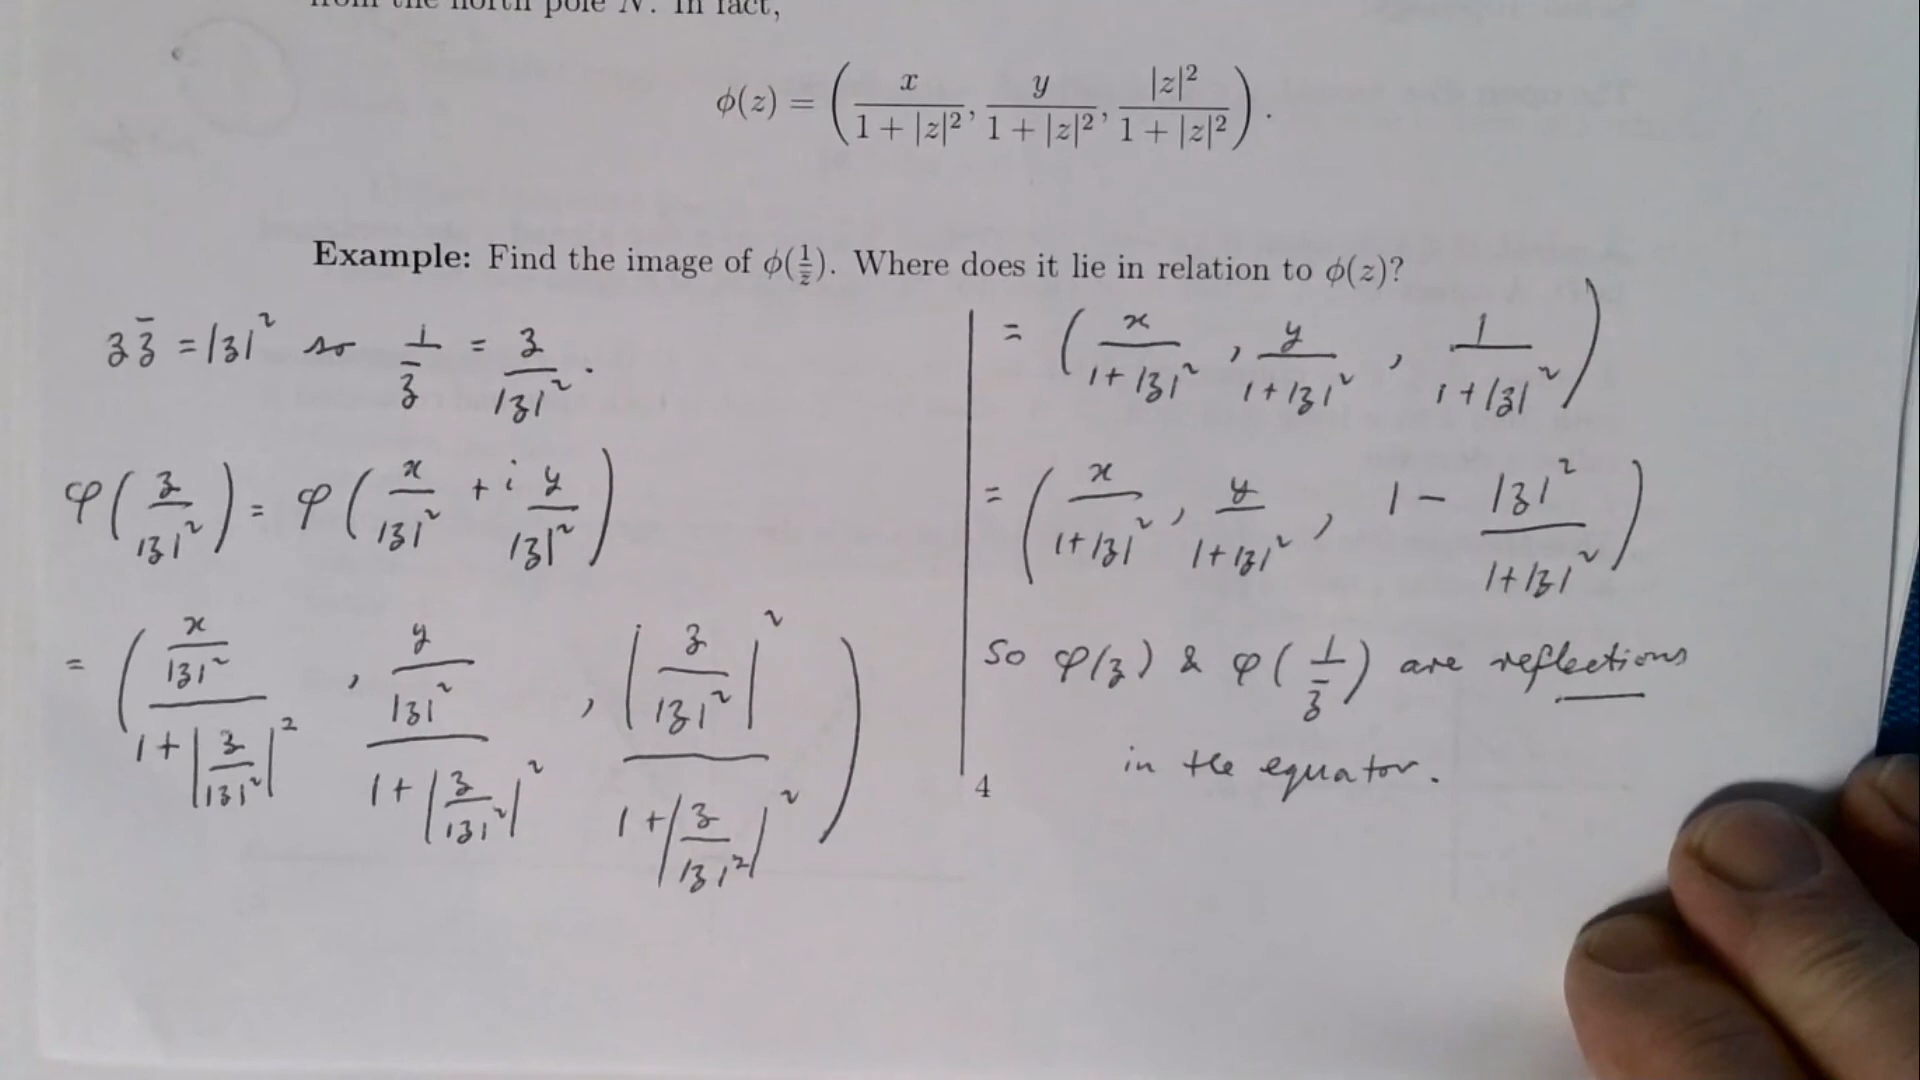 from the north pole N. In fact,
ϕ(z) = ( x / (1 + |z|²), y / (1 + |z|²), |z|² / (1 + |z|²) ).
Example: Find the image of ϕ(1/z̄). Where does it lie in relation to ϕ(z)?
z z̄ = |z|² so 1/z̄ = z/|z|².
φ( z/|z|² ) = φ( x/|z|² + i y/|z|² )
= ( (x/|z|²) / (1 + |z/|z|²|²), (y/|z|²) / (1 + |z/|z|²|²), |z/|z|²|² / (1 + |z/|z|²|²) )
= ( x / (1 + |z|²), y / (1 + |z|²), 1 / (1 + |z|²) )
= ( x / (1 + |z|²), y / (1 + |z|²), 1 − |z|² / (1 + |z|²) )
So φ(z) & φ( 1/z̄ ) are reflections
in the equator.
4